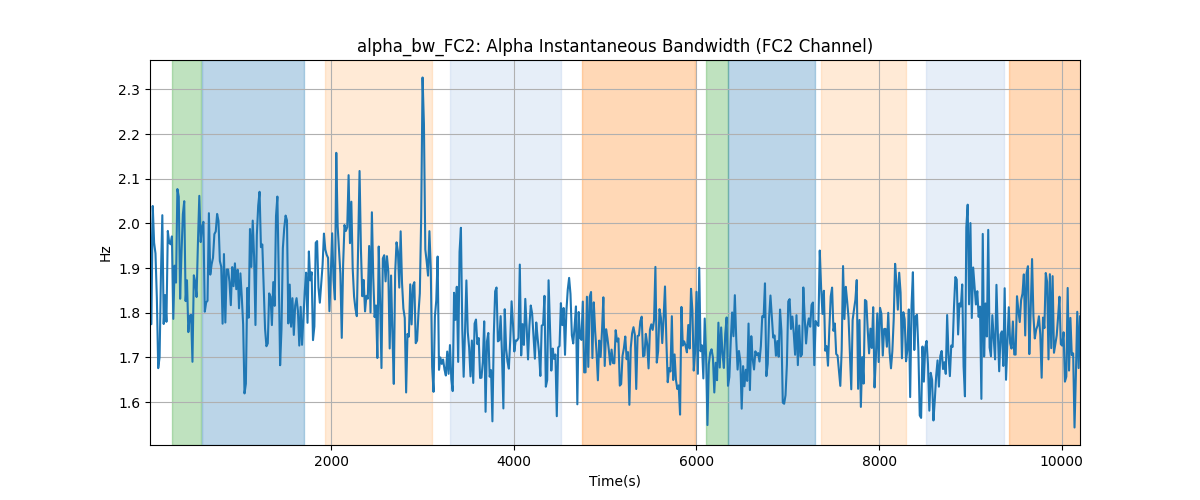 alpha_bw_FC2: Alpha Instantaneous Bandwidth (FC2 Channel)
2.3
2.2
2.1
2.0
1.9
1.8
1.7
1.6
Hz
2000 4000 6000 8000 10000
Time(s)